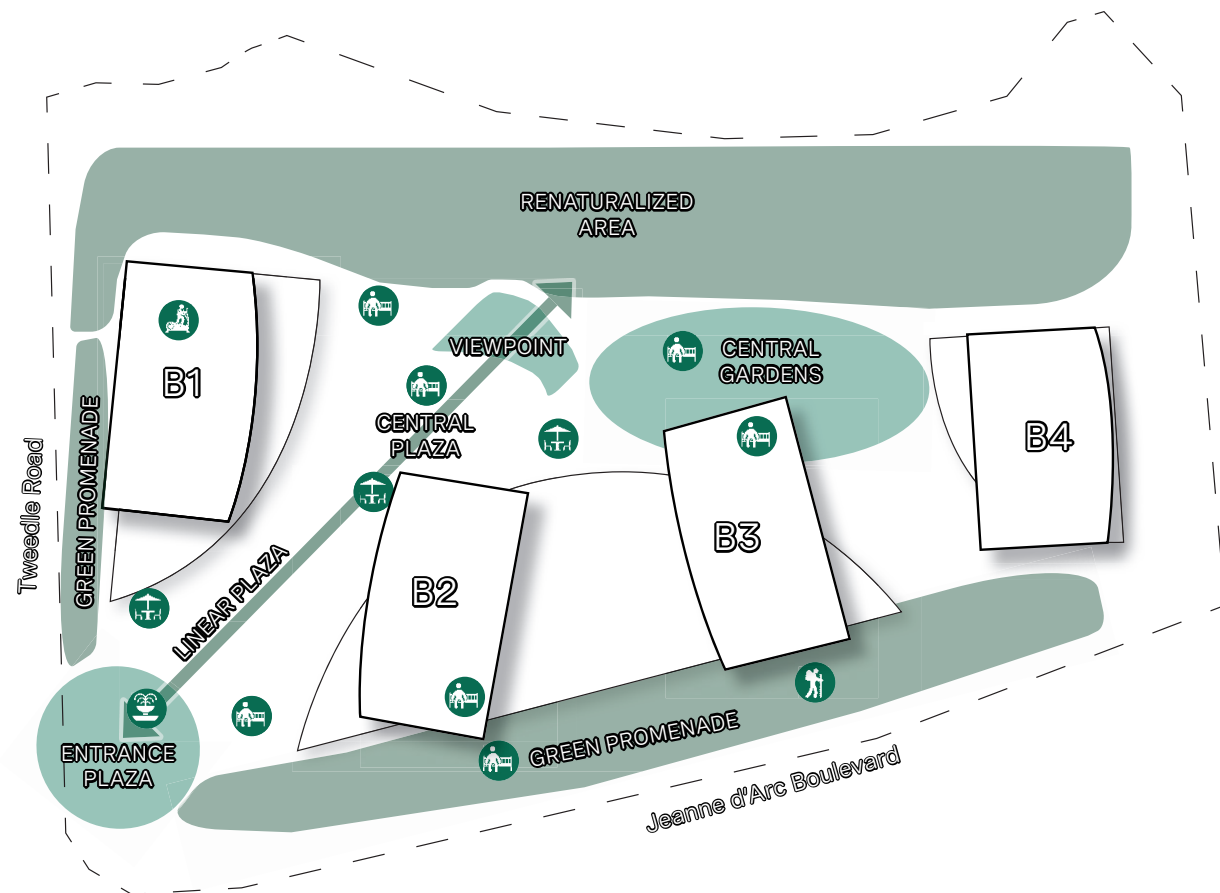 RENATURALIZED
AREA
VIEWPOINT
CENTRAL
GARDENS
B1
CENTRAL
PLAZA
B4
GREEN PROMENADE
Tweedle Road
B3
LINEAR PLAZA
B2
ENTRANCE
PLAZA
GREEN PROMENADE
Jeanne d'Arc Boulevard